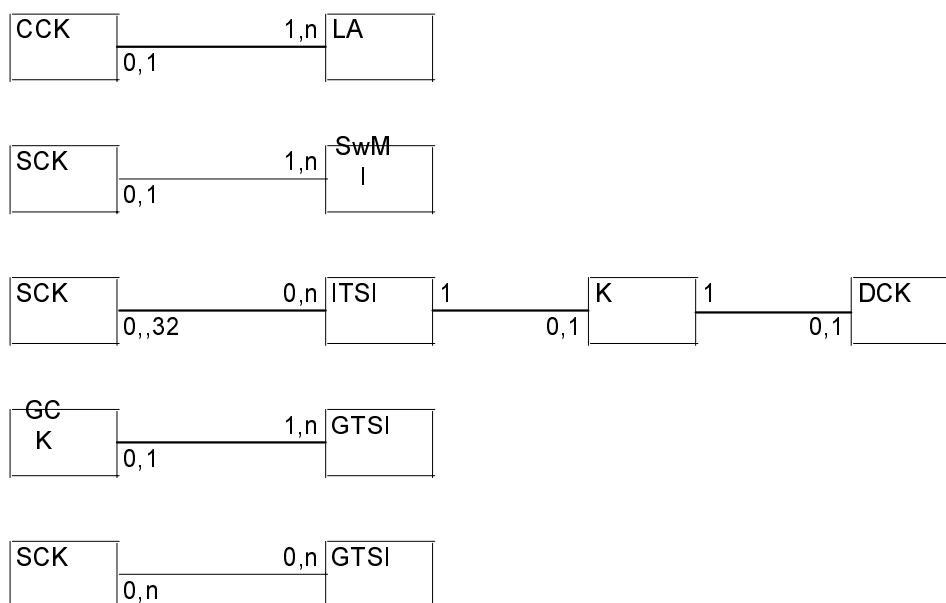 CCK 1,n LA
0,1
SwM
SCK 1,n I
0,1
SCK 0,n ITSI 1 K 1 DCK
0,,32 0,1 0,1
GC
K 1,n GTSI
0,1
SCK 0,n GTSI
0,n